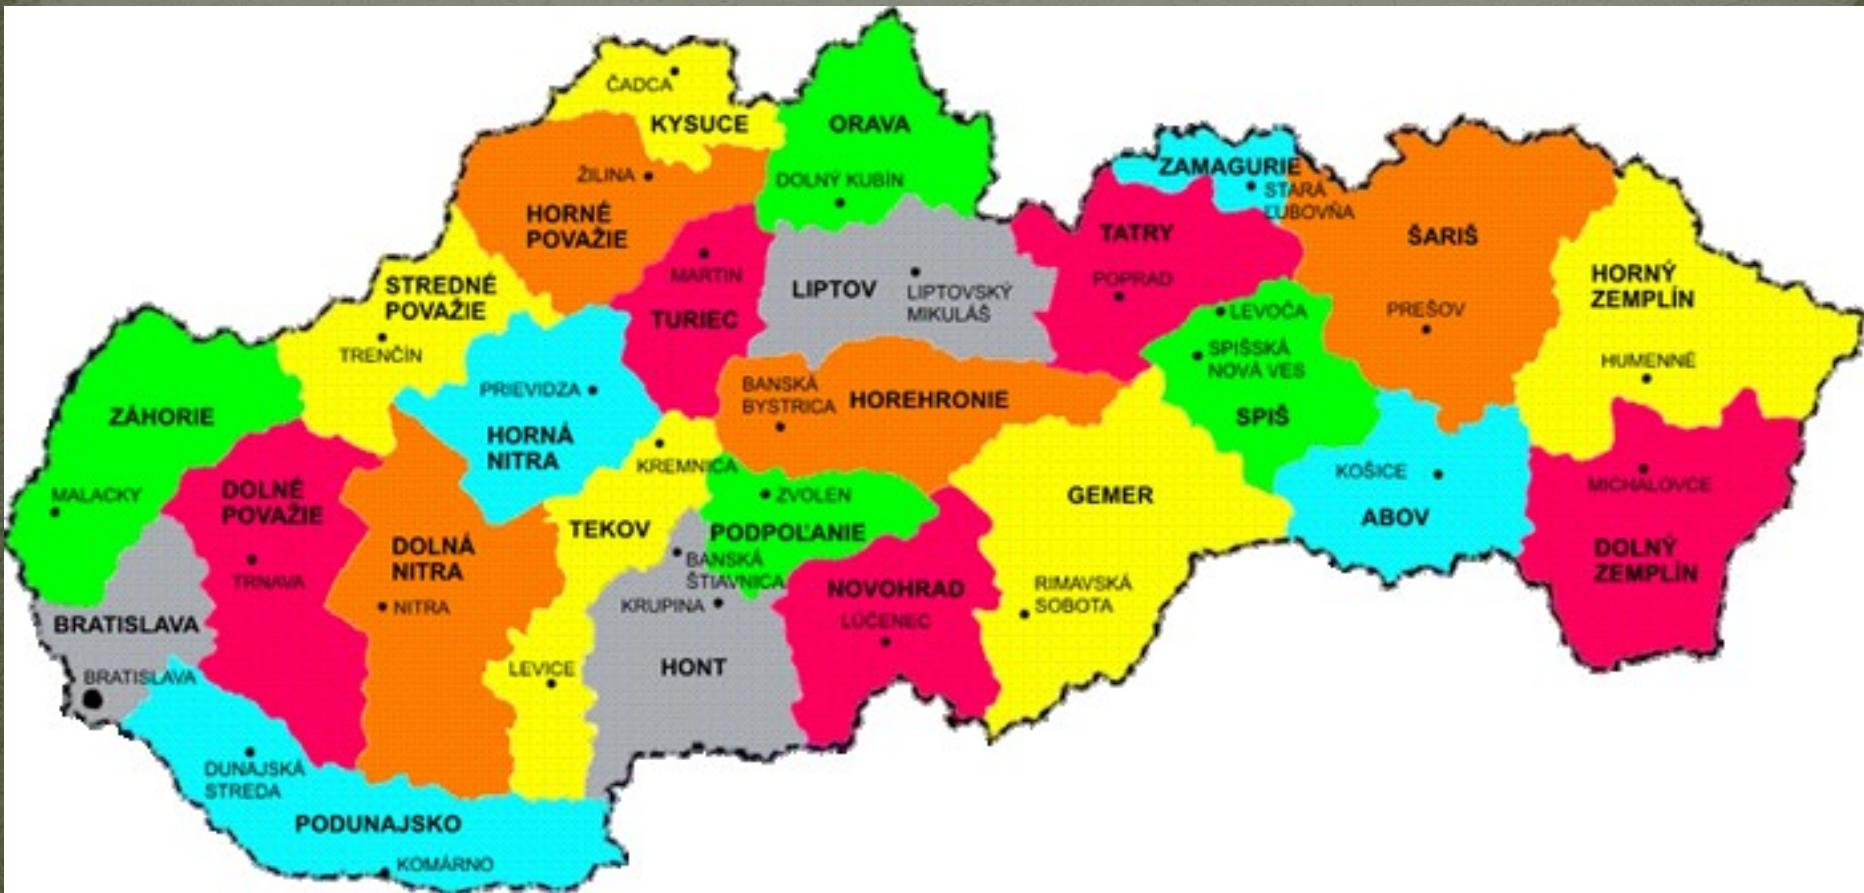 ČADCA
KYSUCE
ORAVA
ŽILINA
DOLNÝ KUBÍN
HORNÉ
POVAŽIE
ZAMAGURIE
STARÁ
ĽUBOVŇA
TATRY
ŠARIŠ
MARTIN
TURIEC
LIPTOV
LIPTOVSKÝ
MIKULÁŠ
POPRAD
HORNÝ
ZEMPLÍN
STREDNÉ
POVAŽIE
TRENČÍN
LEVOČA
PREŠOV
SPIŠSKÁ
NOVÁ VES
HUMENNÉ
PRIEVIDZA
BANSKÁ
BYSTRICA
HOREHRONIE
SPIŠ
ZÁHORIE
HORNÁ
NITRA
KREMNICA
KOŠICE
ABOV
MICHALOVCE
MALACKY
DOLNÉ
POVAŽIE
TRNAVA
ZVOLEN
GEMER
TEKOV
PODPOĽANIE
DOLNÁ
NITRA
NITRA
BANSKÁ
ŠTIAVNICA
DOLNÝ
ZEMPLÍN
KRUPINA
NOVOHRAD
LÚČENEC
RIMAVSKÁ
SOBOTA
BRATISLAVA
BRATISLAVA
LEVICE
HONT
DUNAJSKÁ
STREDA
PODUNAJSKO
KOMÁRNO